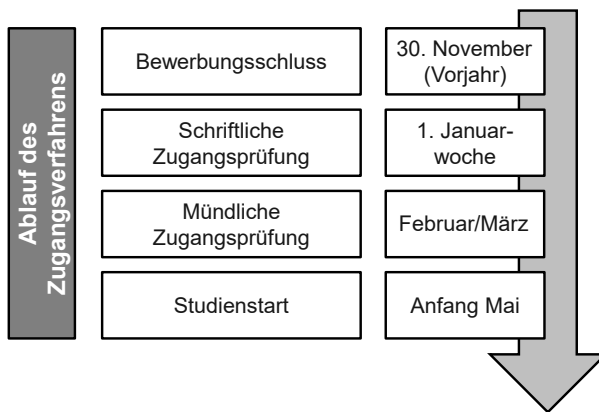 Ablauf des
Zugangsverfahrens
Bewerbungsschluss
30. November
(Vorjahr)
Schriftliche
Zugangsprüfung
1. Januar-
woche
Mündliche
Zugangsprüfung
Februar/März
Studienstart
Anfang Mai